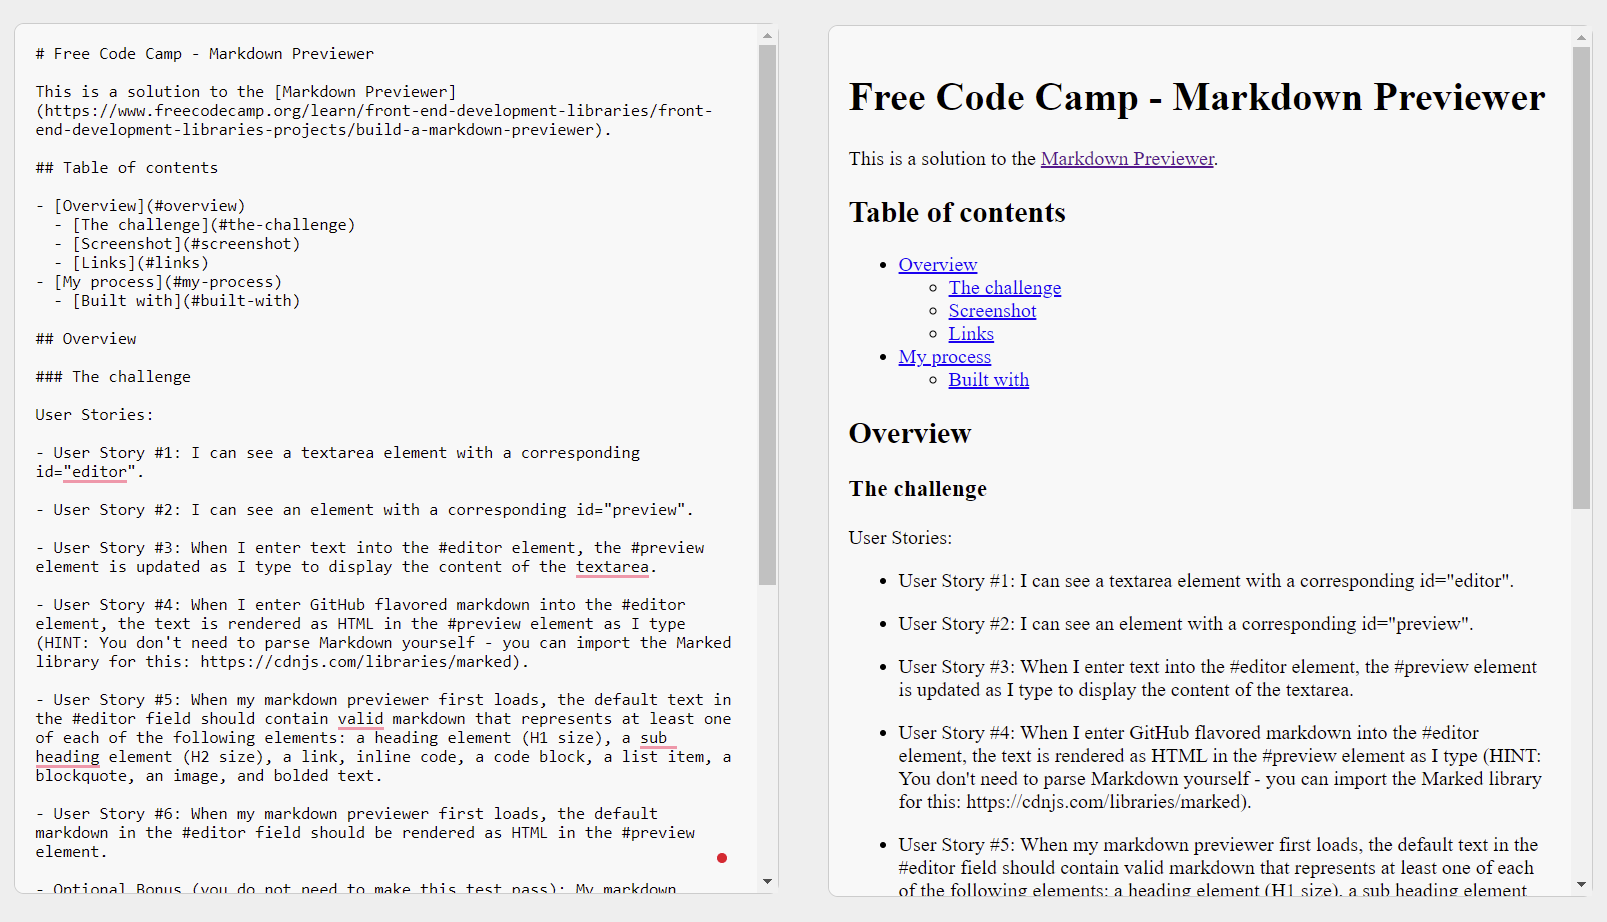 # Free Code Camp - Markdown Previewer
This is a solution to the [Markdown Previewer]
(https://www.freecodecamp.org/learn/front-end-development-libraries/front-
end-development-libraries-projects/build-a-markdown-previewer).
## Table of contents
- [Overview](#overview)
  - [The challenge](#the-challenge)
  - [Screenshot](#screenshot)
  - [Links](#links)
- [My process](#my-process)
  - [Built with](#built-with)
## Overview
### The challenge
User Stories:
- User Story #1: I can see a textarea element with a corresponding
id="editor".
- User Story #2: I can see an element with a corresponding id="preview".
- User Story #3: When I enter text into the #editor element, the #preview
element is updated as I type to display the content of the textarea.
- User Story #4: When I enter GitHub flavored markdown into the #editor
element, the text is rendered as HTML in the #preview element as I type
(HINT: You don't need to parse Markdown yourself - you can import the Marked
library for this: https://cdnjs.com/libraries/marked).
- User Story #5: When my markdown previewer first loads, the default text in
the #editor field should contain valid markdown that represents at least one
of each of the following elements: a heading element (H1 size), a sub
heading element (H2 size), a link, inline code, a code block, a list item, a
blockquote, an image, and bolded text.
- User Story #6: When my markdown previewer first loads, the default
markdown in the #editor field should be rendered as HTML in the #preview
element.
- Optional Bonus (you do not need to make this test pass): My markdown
Free Code Camp - Markdown Previewer
This is a solution to the Markdown Previewer.
Table of contents
• Overview
◦ The challenge
◦ Screenshot
◦ Links
• My process
◦ Built with
Overview
The challenge
User Stories:
• User Story #1: I can see a textarea element with a corresponding id="editor".
• User Story #2: I can see an element with a corresponding id="preview".
• User Story #3: When I enter text into the #editor element, the #preview element
is updated as I type to display the content of the textarea.
• User Story #4: When I enter GitHub flavored markdown into the #editor
element, the text is rendered as HTML in the #preview element as I type (HINT:
You don't need to parse Markdown yourself - you can import the Marked library
for this: https://cdnjs.com/libraries/marked).
• User Story #5: When my markdown previewer first loads, the default text in the
#editor field should contain valid markdown that represents at least one of each
of the following elements: a heading element (H1 size), a sub heading element